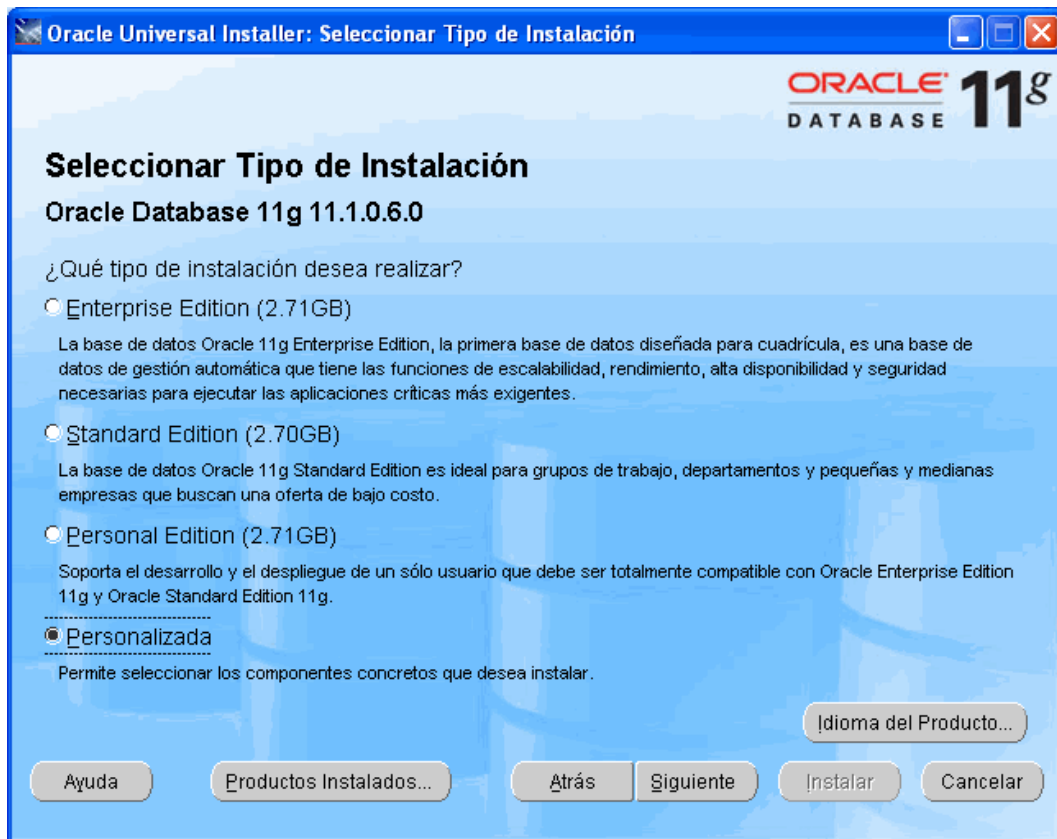 Oracle Universal Installer: Seleccionar Tipo de Instalación
ORACLE
DATABASE
11g
Seleccionar Tipo de Instalación
Oracle Database 11g 11.1.0.6.0
¿Qué tipo de instalación desea realizar?
Enterprise Edition (2.71GB)
La base de datos Oracle 11g Enterprise Edition, la primera base de datos diseñada para cuadrícula, es una base de
datos de gestión automática que tiene las funciones de escalabilidad, rendimiento, alta disponibilidad y seguridad
necesarias para ejecutar las aplicaciones críticas más exigentes.
Standard Edition (2.70GB)
La base de datos Oracle 11g Standard Edition es ideal para grupos de trabajo, departamentos y pequeñas y medianas
empresas que buscan una oferta de bajo costo.
Personal Edition (2.71GB)
Soporta el desarrollo y el despliegue de un sólo usuario que debe ser totalmente compatible con Oracle Enterprise Edition
11g y Oracle Standard Edition 11g.
Personalizada
Permite seleccionar los componentes concretos que desea instalar.
Idioma del Producto...
Ayuda
Productos Instalados...
Atrás
Siguiente
Instalar
Cancelar